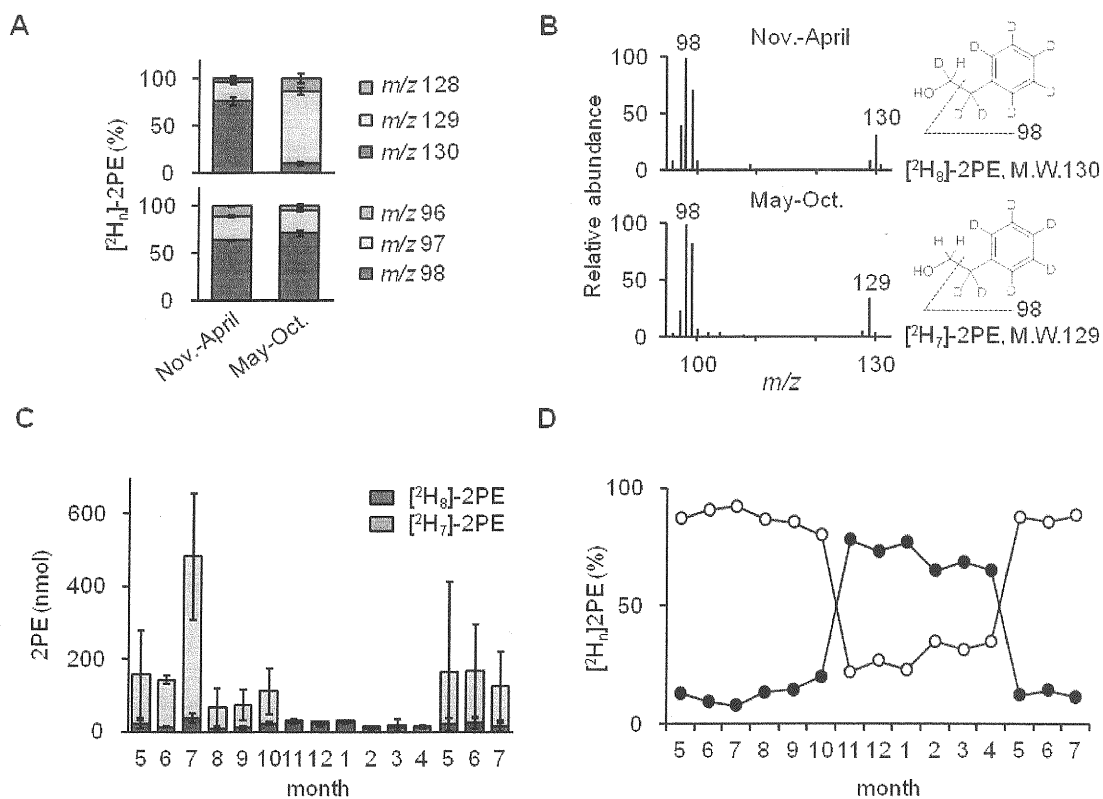 A
[²Hn]-2PE (%)
100
50
0
m/z 128
m/z 129
m/z 130
100
50
0
m/z 96
m/z 97
m/z 98
Nov.-April
May-Oct.
B
Relative abundance
Nov.-April
100
50
0
98
130
D
D
D
D
D
D
H
HO
D
D
98
[²H₈]-2PE, M.W.130
May-Oct.
100
50
0
98
129
D
D
D
D
D
H
H
HO
D
D
98
[²H₇]-2PE, M.W.129
100
130
m/z
C
2PE (nmol)
600
400
200
0
[²H₈]-2PE
[²H₇]-2PE
5 6 7 8 9 10 11 12 1 2 3 4 5 6 7
month
D
[²Hn]2PE (%)
100
50
0
5 6 7 8 9 10 11 12 1 2 3 4 5 6 7
month